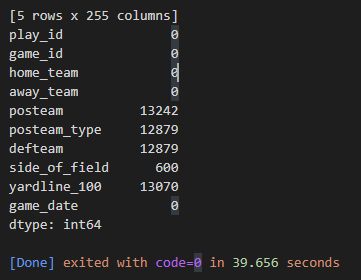 [5 rows x 255 columns]
play_id 0
game_id 0
home_team 0
away_team 0
posteam 13242
posteam_type 12879
defteam 12879
side_of_field 600
yardline_100 13070
game_date 0
dtype: int64
[Done] exited with code=0 in 39.656 seconds